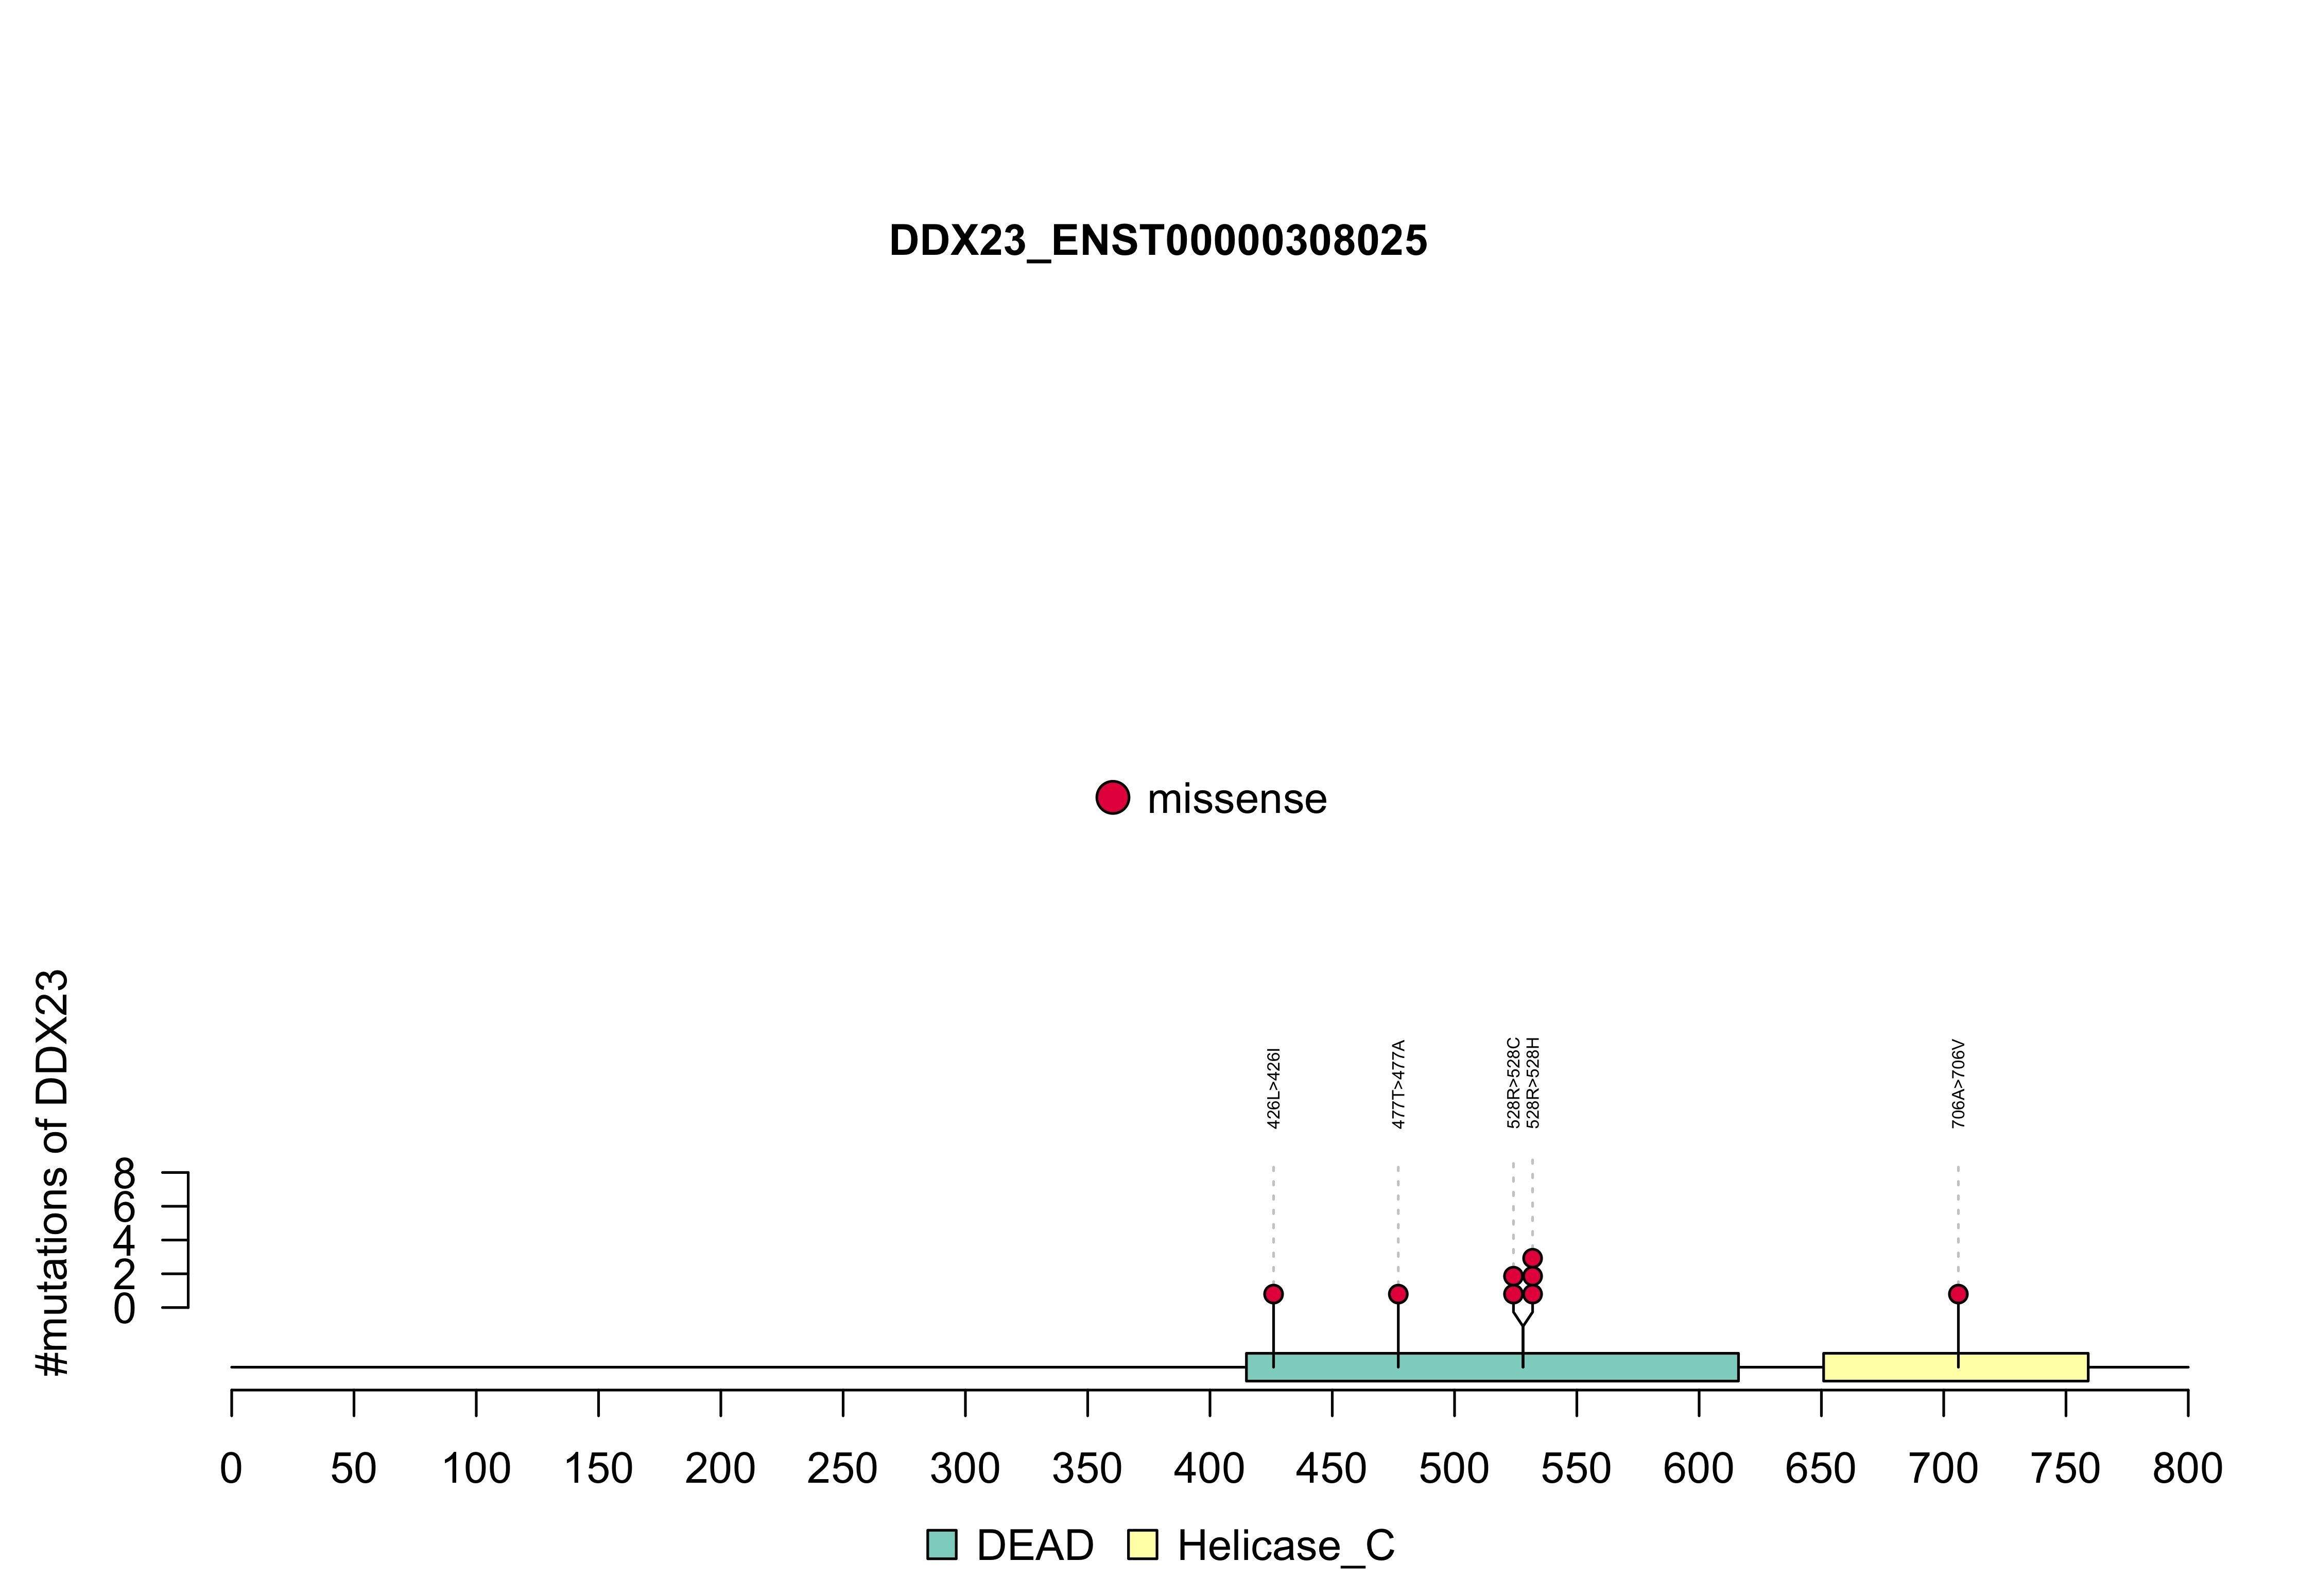 DDX23_ENST00000308025
missense
#mutations of DDX23
426L>426I
477T>477A
528R>528C
528R>528H
706A>706V
8
6
4
2
0
0 50 100 150 200 250 300 350 400 450 500 550 600 650 700 750 800
DEAD Helicase_C